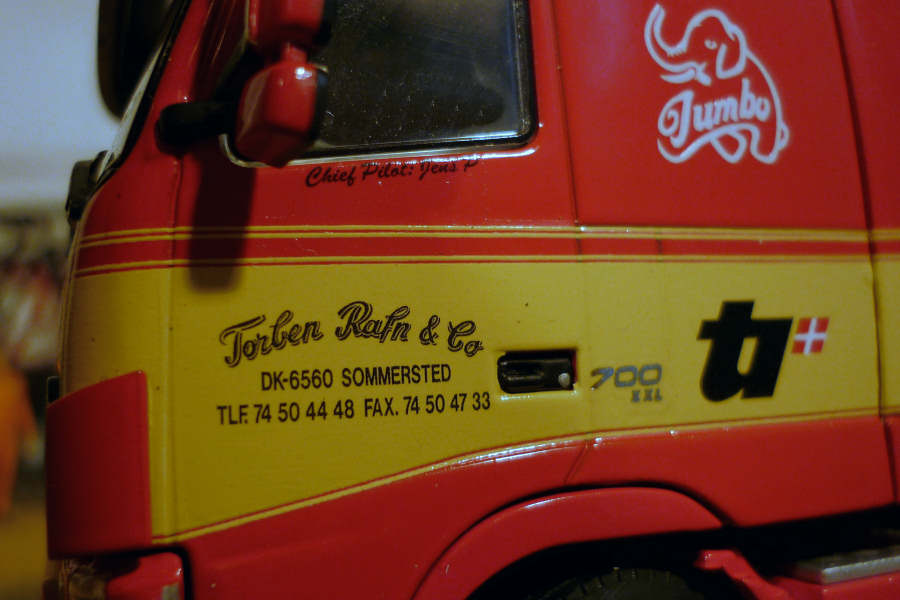 Jumbo
Chief Pilot: Jens P
Torben Rafn & Co
DK-6560 SOMMERSTED
TLF. 74 50 44 48 FAX. 74 50 47 33
700
XXL